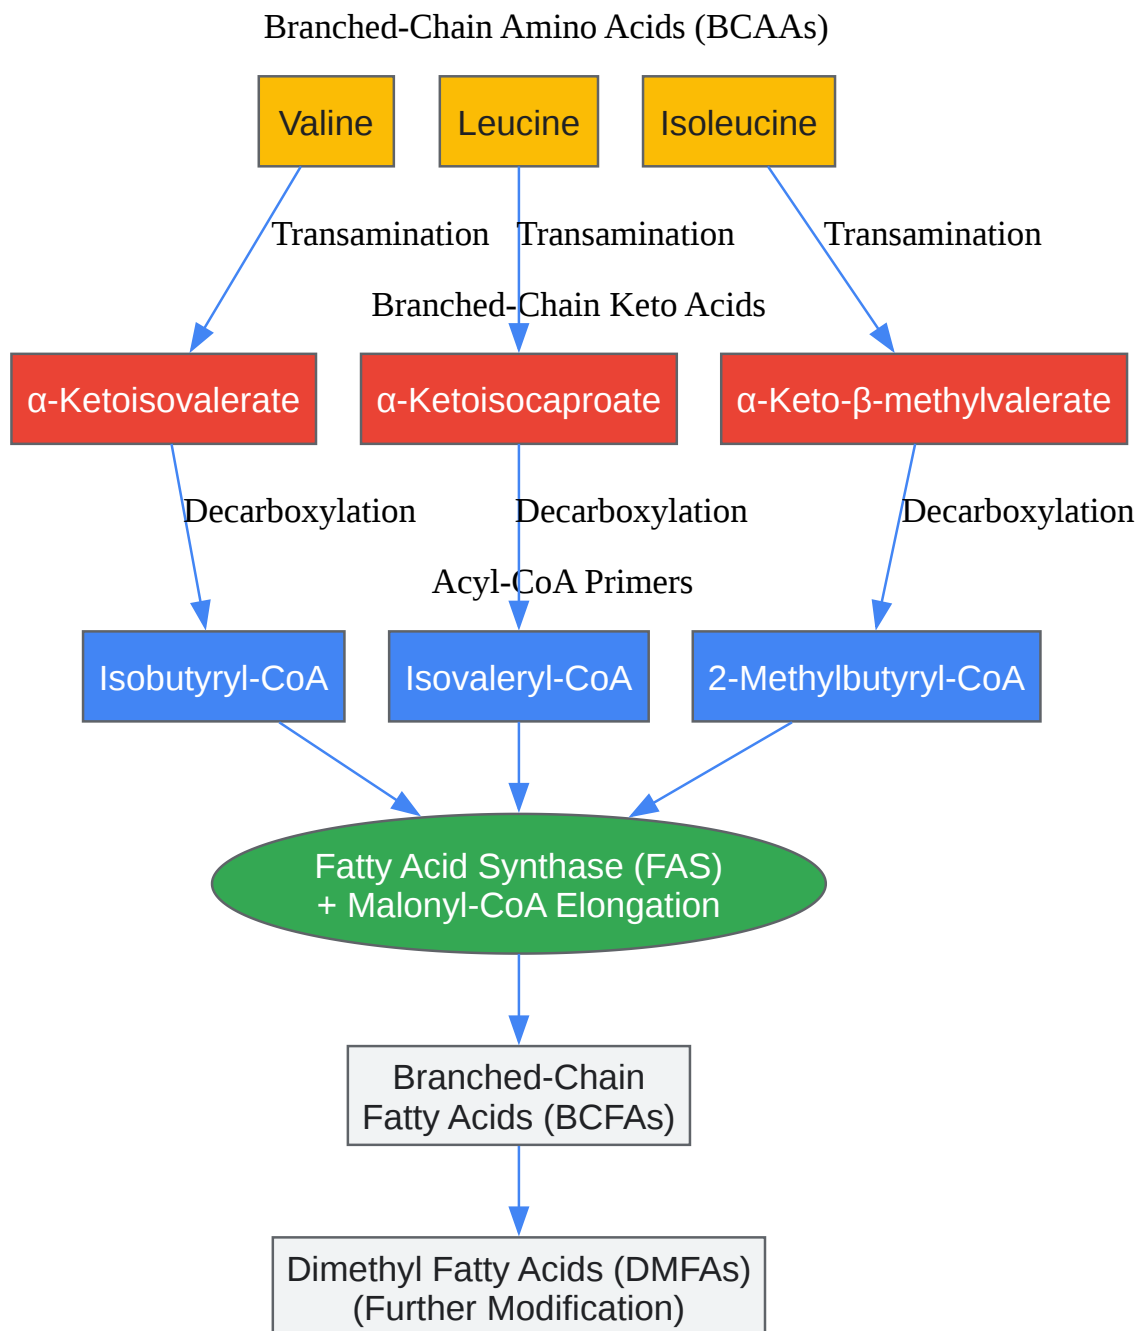 Branched-Chain Amino Acids (BCAAs)
Valine
Leucine
Isoleucine
Transamination
Transamination
Transamination
Branched-Chain Keto Acids
α-Ketoisovalerate
α-Ketoisocaproate
α-Keto-β-methylvalerate
Decarboxylation
Decarboxylation
Decarboxylation
Acyl-CoA Primers
Isobutyryl-CoA
Isovaleryl-CoA
2-Methylbutyryl-CoA
Fatty Acid Synthase (FAS)
+ Malonyl-CoA Elongation
Branched-Chain
Fatty Acids (BCFAs)
Dimethyl Fatty Acids (DMFAs)
(Further Modification)